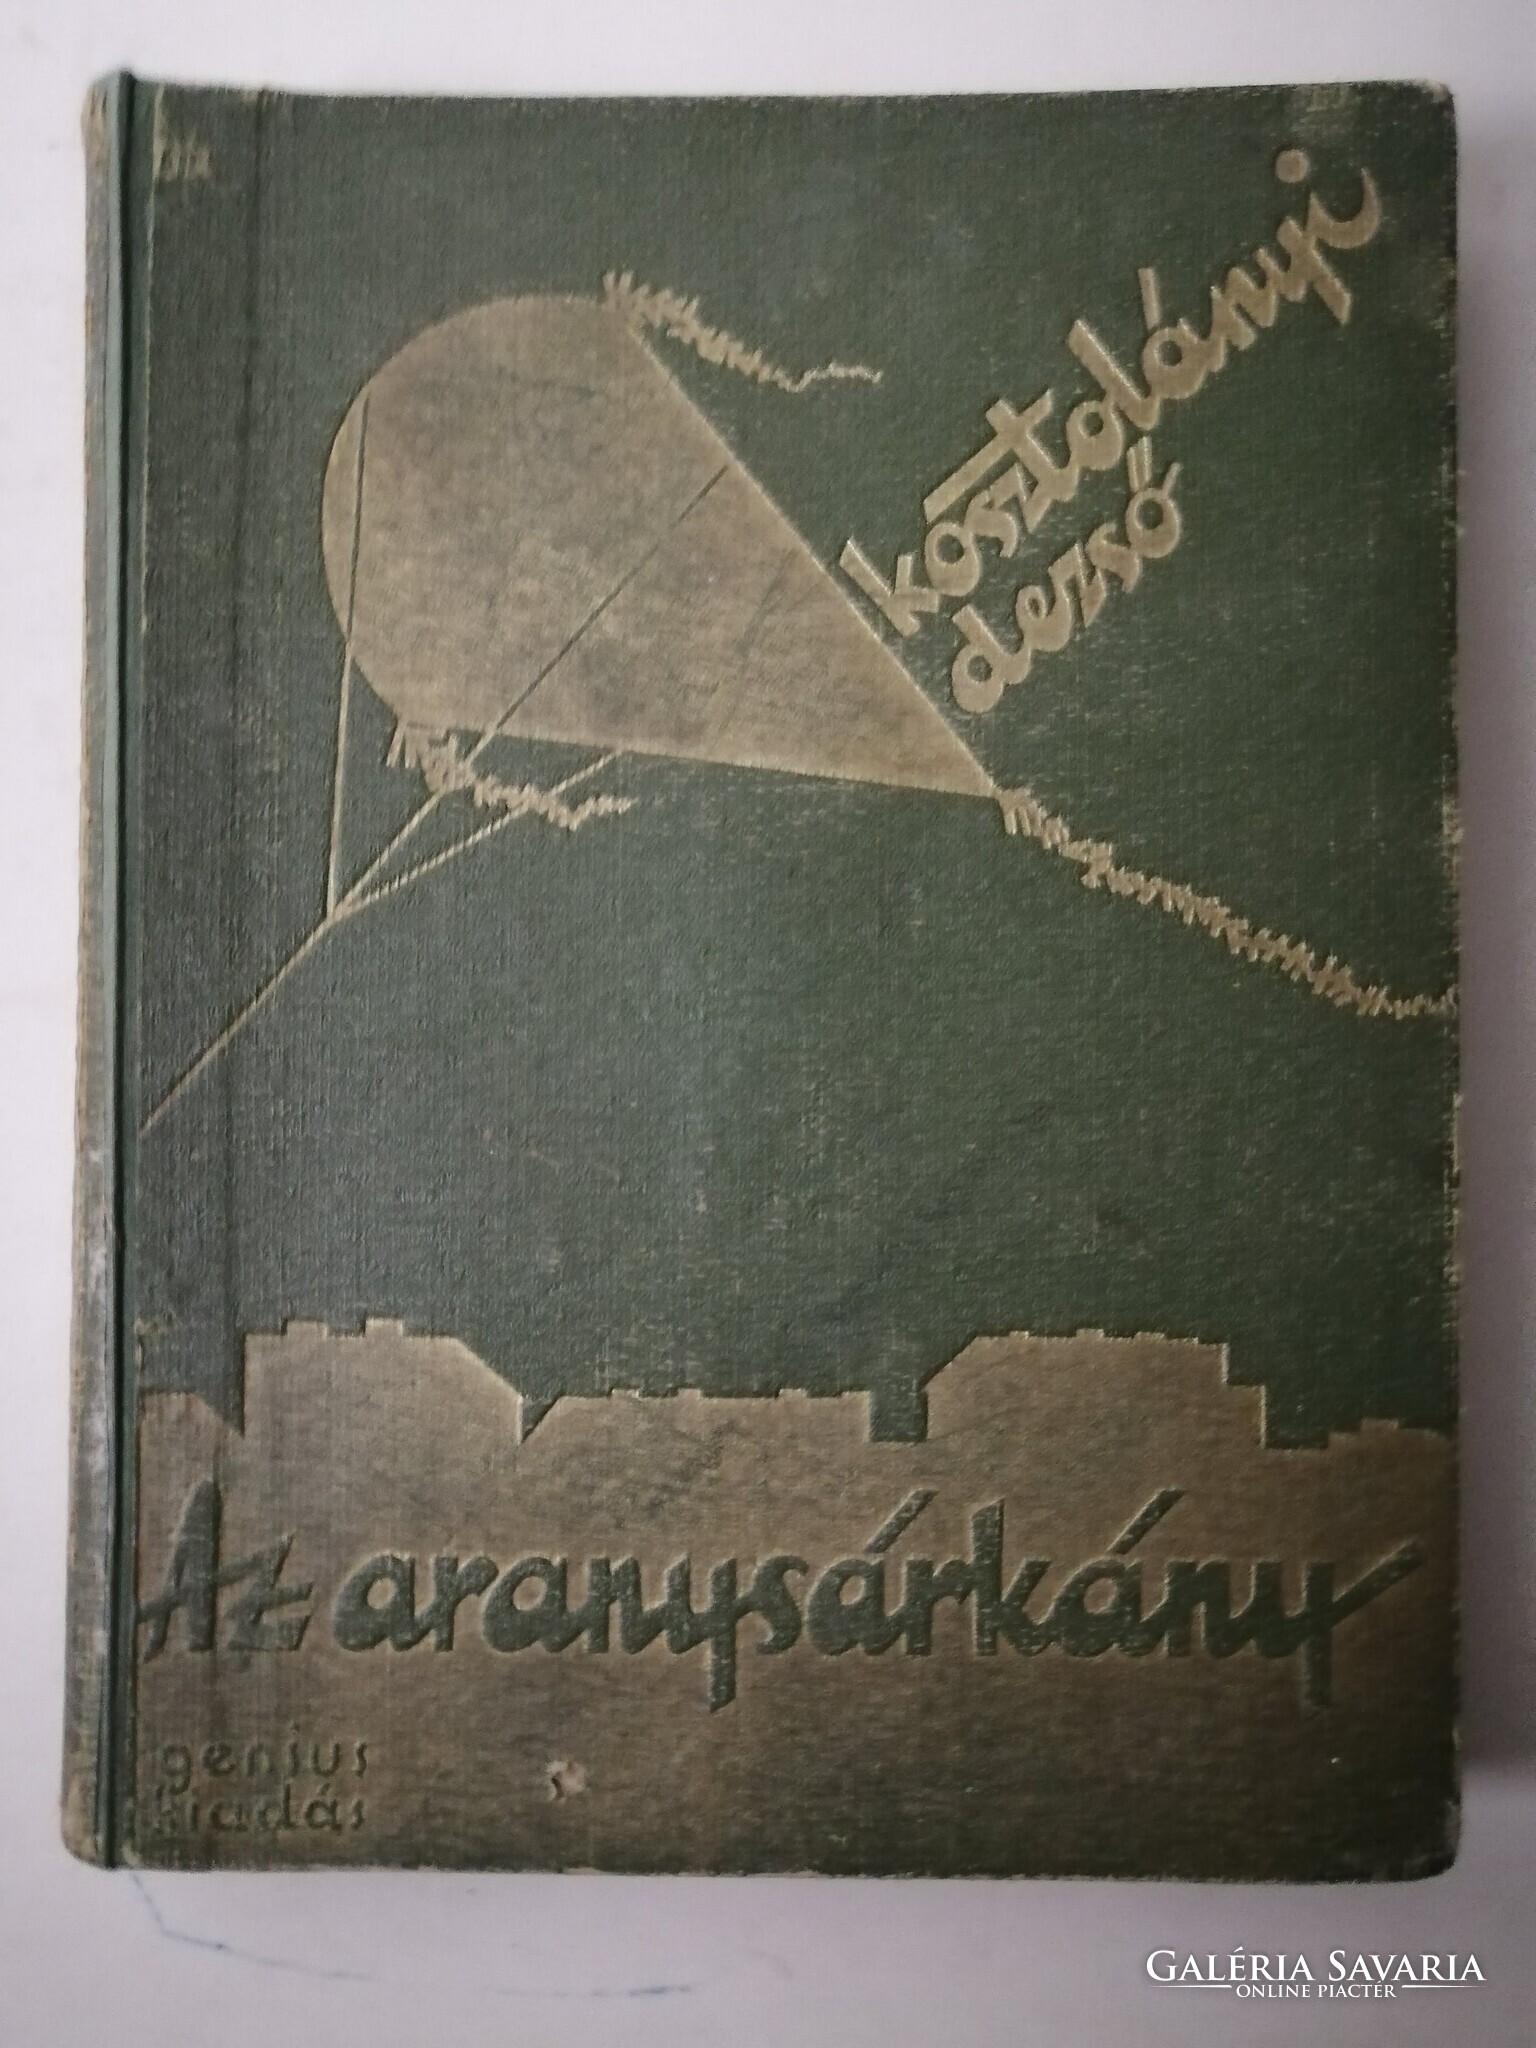 kosztolányi
dezső
Az aranysárkány
genius
kiadás
GALÉRIA SAVARIA
ONLINE PIACTÉR